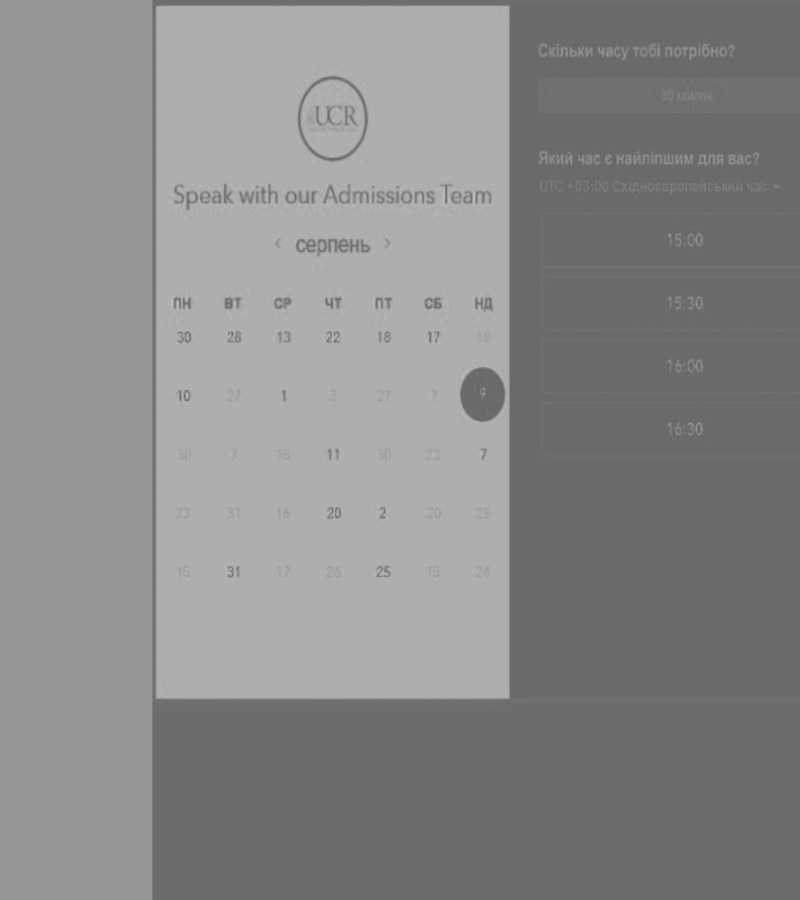 UCR
Speak with our Admissions Team
‹ серпень ›
ПН ВТ СР ЧТ ПТ СБ НД
30 28 13 22 18 17 18
10 27 1 3 27 7 9
30 7 18 11 30 23 7
23 31 16 20 2 20 25
15 31 17 26 25 15 24
Скільки часу тобі потрібно?
30 хвилин
Який час є найліпшим для вас?
UTC +03:00 Східноєвропейський час
15:00
15:30
16:00
16:30